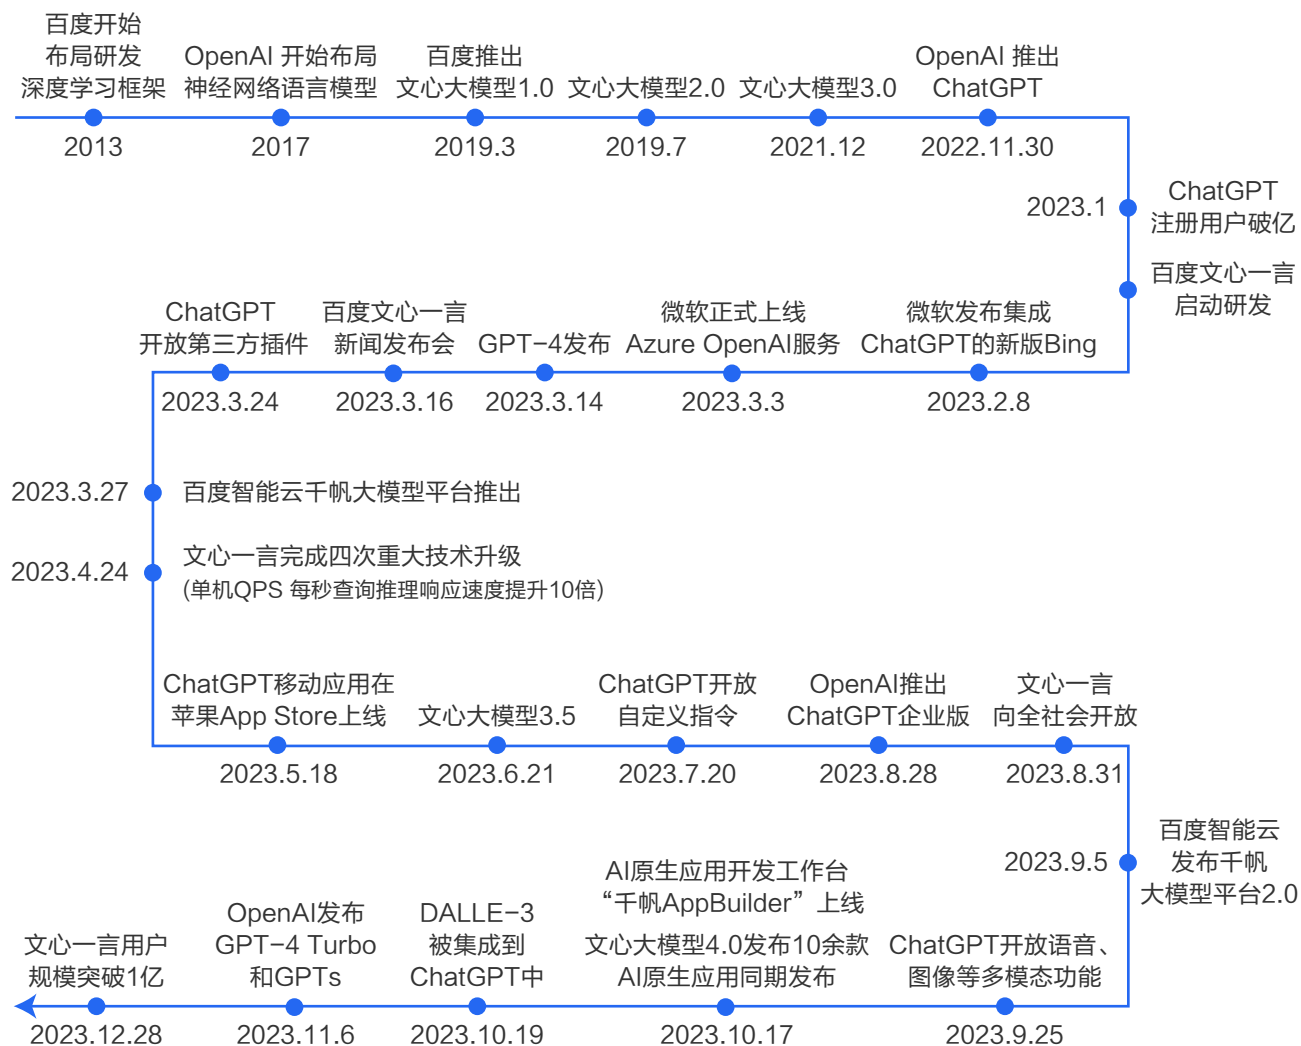 百度开始
布局研发
深度学习框架
2013
OpenAI 开始布局
神经网络语言模型
2017
百度推出
文心大模型1.0
2019.3
文心大模型2.0
2019.7
文心大模型3.0
2021.12
OpenAI 推出
ChatGPT
2022.11.30
2023.1
ChatGPT
注册用户破亿
百度文心一言
启动研发
微软发布集成
ChatGPT的新版Bing
2023.2.8
微软正式上线
Azure OpenAI服务
2023.3.3
GPT-4发布
2023.3.14
百度文心一言
新闻发布会
2023.3.16
ChatGPT
开放第三方插件
2023.3.24
2023.3.27
百度智能云千帆大模型平台推出
2023.4.24
文心一言完成四次重大技术升级
(单机QPS 每秒查询推理响应速度提升10倍)
ChatGPT移动应用在
苹果App Store上线
2023.5.18
文心大模型3.5
2023.6.21
ChatGPT开放
自定义指令
2023.7.20
OpenAI推出
ChatGPT企业版
2023.8.28
文心一言
向全社会开放
2023.8.31
2023.9.5
百度智能云
发布千帆
大模型平台2.0
ChatGPT开放语音、
图像等多模态功能
2023.9.25
AI原生应用开发工作台
“千帆AppBuilder”上线
文心大模型4.0发布10余款
AI原生应用同期发布
2023.10.17
DALLE-3
被集成到
ChatGPT中
2023.10.19
OpenAI发布
GPT-4 Turbo
和GPTs
2023.11.6
文心一言用户
规模突破1亿
2023.12.28